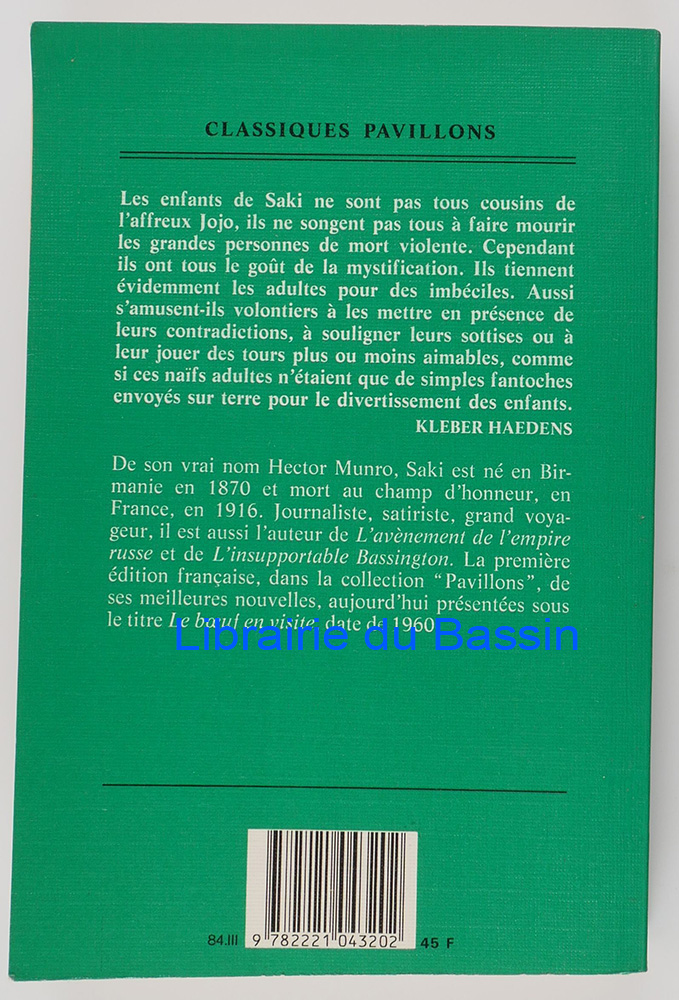 CLASSIQUES PAVILLONS
Les enfants de Saki ne sont pas tous cousins de
l'affreux Jojo, ils ne songent pas tous à faire mourir
les grandes personnes de mort violente. Cependant
ils ont tous le goût de la mystification. Ils tiennent
évidemment les adultes pour des imbéciles. Aussi
s'amusent-ils volontiers à les mettre en présence de
leurs contradictions, à souligner leurs sottises ou à
leur jouer des tours plus ou moins aimables, comme
si ces naïfs adultes n'étaient que de simples fantoches
envoyés sur terre pour le divertissement des enfants.
KLEBER HAEDENS
De son vrai nom Hector Munro, Saki est né en Bir-
manie en 1870 et mort au champ d'honneur, en
France, en 1916. Journaliste, satiriste, grand voya-
geur, il est aussi l'auteur de L'avènement de l'empire
russe et de L'insupportable Bassington. La première
édition française, dans la collection "Pavillons", de
ses meilleures nouvelles, aujourd'hui présentées sous
le titre Le bœuf en visite, date de 1960.
Librairie du Bassin
84.III 9 782221 043202 45 F